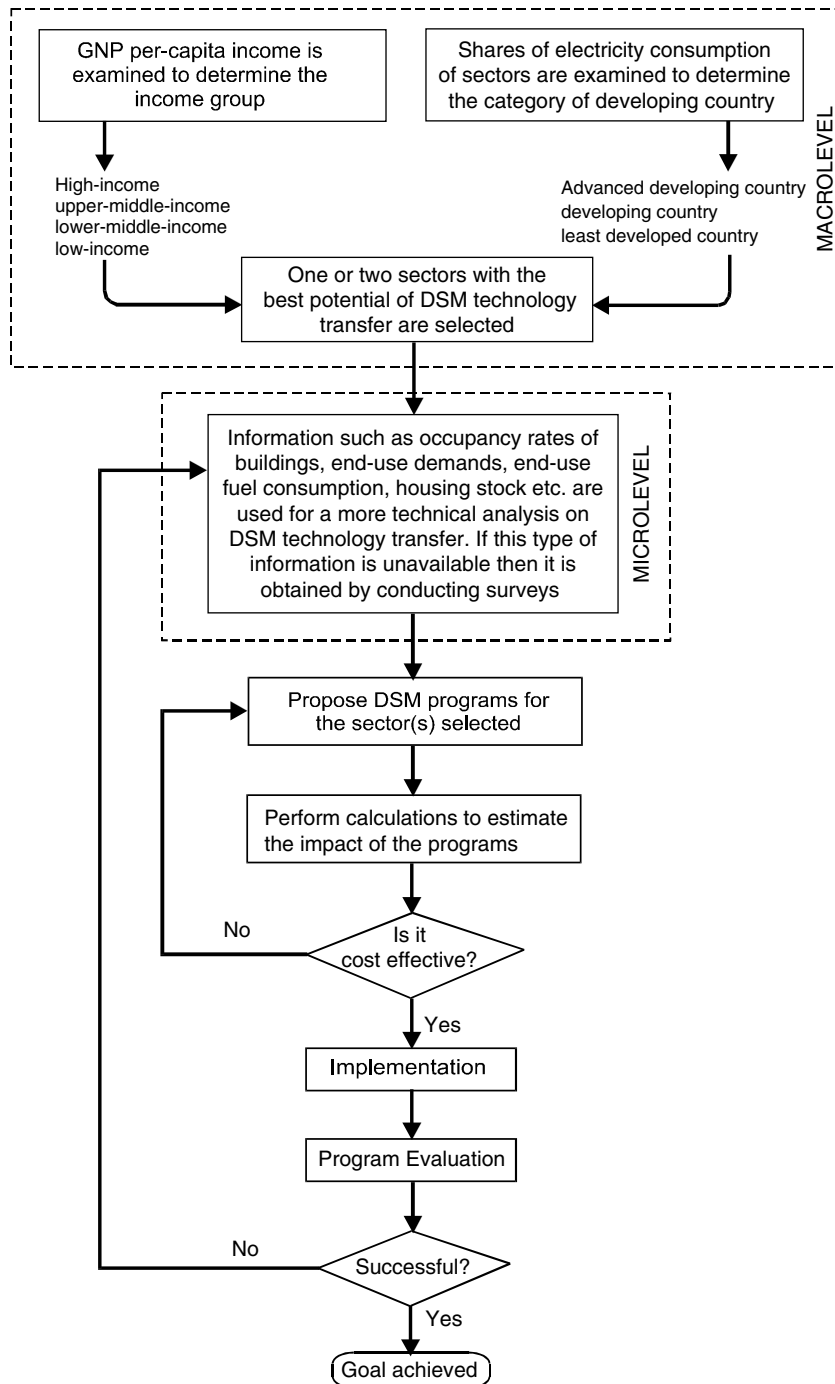 GNP per-capita income is
examined to determine the
income group
Shares of electricity consumption
of sectors are examined to determine
the category of developing country
MACROLEVEL
High-income
upper-middle-income
lower-middle-income
low-income
Advanced developing country
developing country
least developed country
One or two sectors with the
best potential of DSM technology
transfer are selected
Information such as occupancy rates of
buildings, end-use demands, end-use
fuel consumption, housing stock etc. are
used for a more technical analysis on
DSM technology transfer. If this type of
information is unavailable then it is
obtained by conducting surveys
MICROLEVEL
Propose DSM programs for
the sector(s) selected
Perform calculations to estimate
the impact of the programs
No
Is it
cost effective?
Yes
Implementation
Program Evaluation
No
Successful?
Yes
Goal achieved